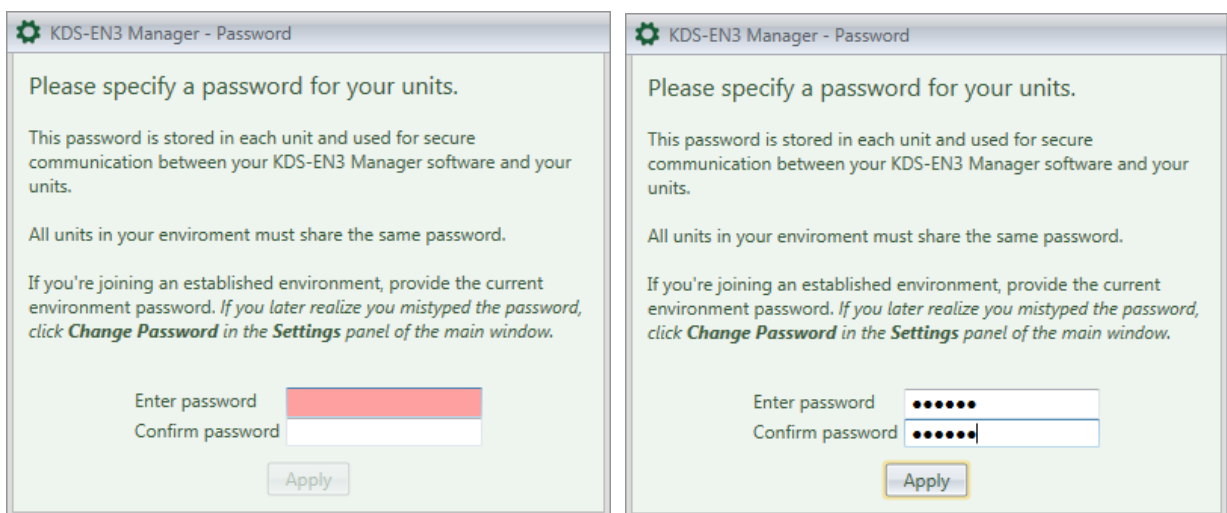 KDS-EN3 Manager - Password
Please specify a password for your units.
This password is stored in each unit and used for secure
communication between your KDS-EN3 Manager software and your
units.
All units in your enviroment must share the same password.
If you're joining an established environment, provide the current
environment password. If you later realize you mistyped the password,
click Change Password in the Settings panel of the main window.
Enter password
Confirm password
Apply
KDS-EN3 Manager - Password
Please specify a password for your units.
This password is stored in each unit and used for secure
communication between your KDS-EN3 Manager software and your
units.
All units in your enviroment must share the same password.
If you're joining an established environment, provide the current
environment password. If you later realize you mistyped the password,
click Change Password in the Settings panel of the main window.
Enter password ●●●●●●
Confirm password ●●●●●●
Apply